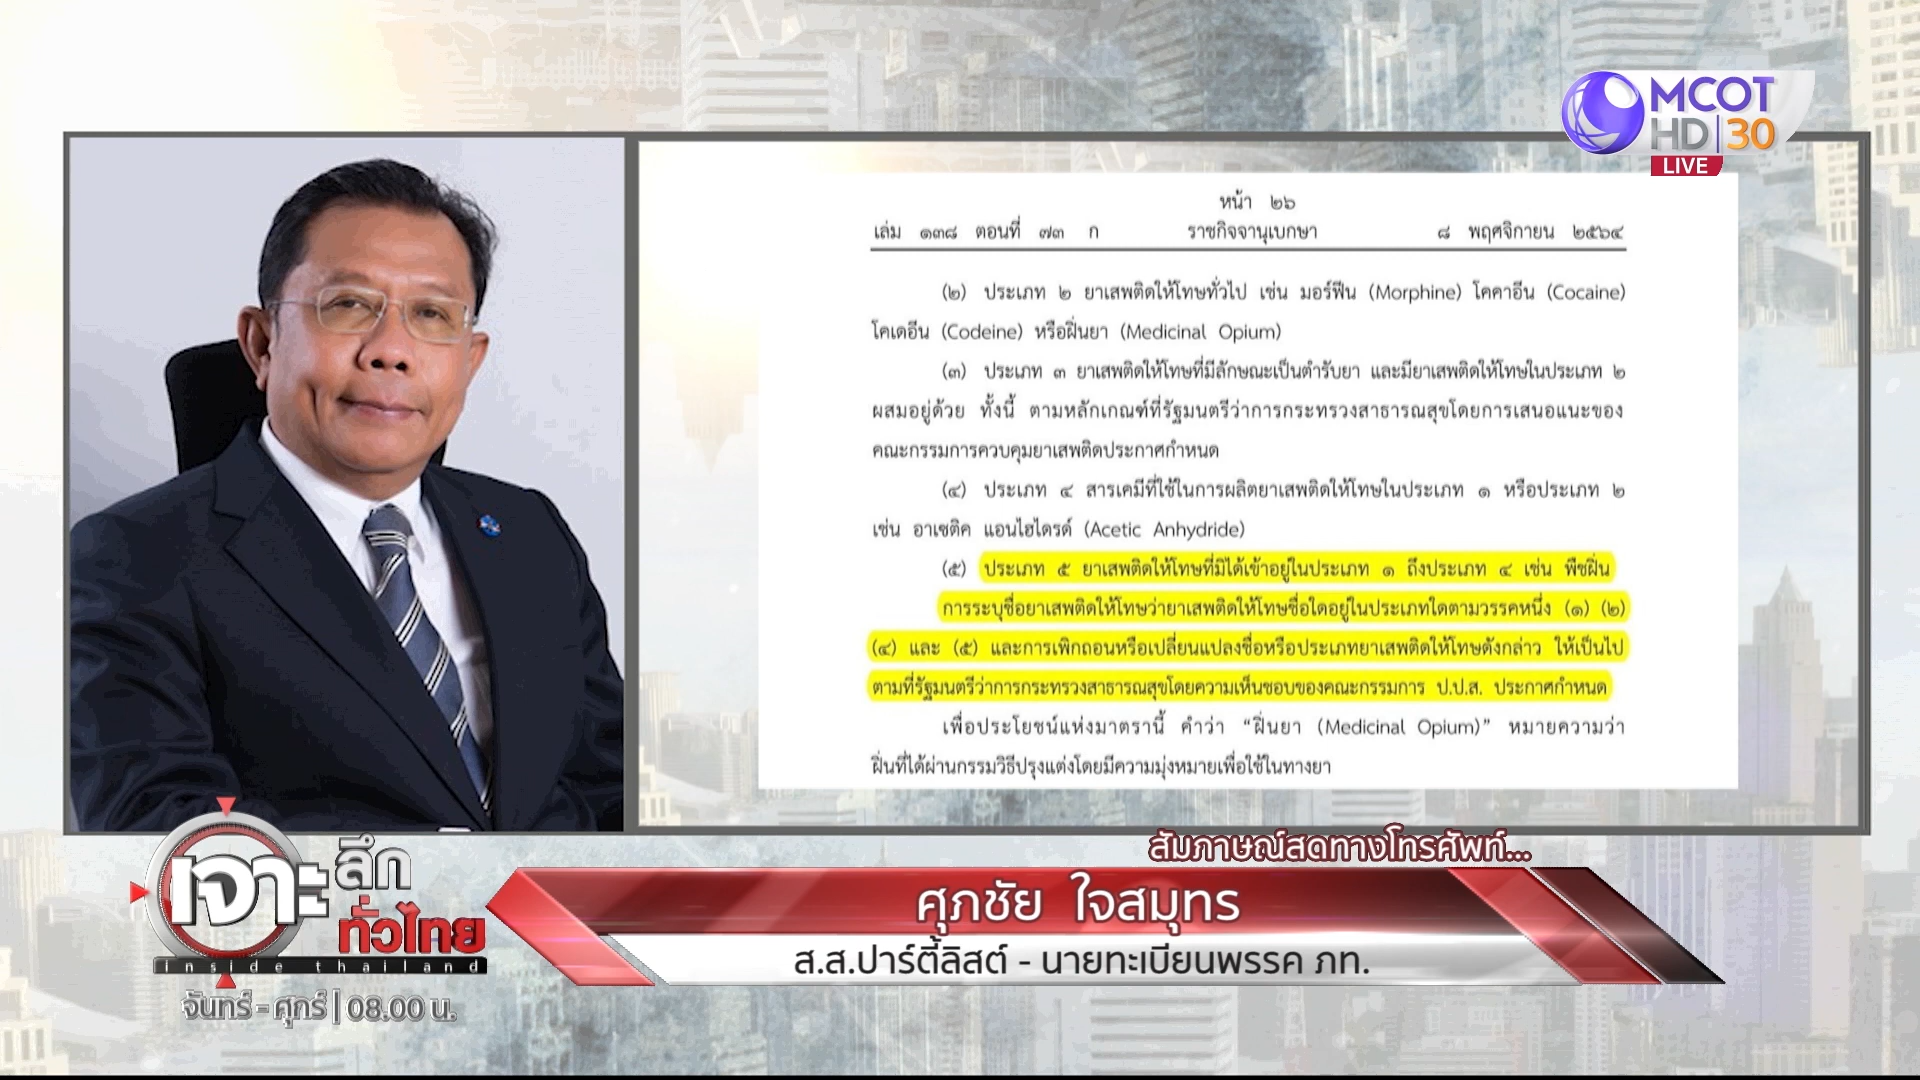 MCOT
HD 30
LIVE
หน้า ๒๖
เล่ม ๑๓๘ ตอนที่ ๗๓ ก ราชกิจจานุเบกษา ๘ พฤศจิกายน ๒๕๖๔
(๒) ประเภท ๒ ยาเสพติดให้โทษทั่วไป เช่น มอร์ฟีน (Morphine) โคคาอีน (Cocaine)
โคเดอีน (Codeine) หรือฝิ่นยา (Medicinal Opium)
(๓) ประเภท ๓ ยาเสพติดให้โทษที่มีลักษณะเป็นตำรับยา และมียาเสพติดให้โทษในประเภท ๒
ผสมอยู่ด้วย ทั้งนี้ ตามหลักเกณฑ์ที่รัฐมนตรีว่าการกระทรวงสาธารณสุขโดยการเสนอแนะของ
คณะกรรมการควบคุมยาเสพติดประกาศกำหนด
(๔) ประเภท ๔ สารเคมีที่ใช้ในการผลิตยาเสพติดให้โทษในประเภท ๑ หรือประเภท ๒
เช่น อาเซติค แอนไฮไดรด์ (Acetic Anhydride)
(๕) ประเภท ๕ ยาเสพติดให้โทษที่มิได้เข้าอยู่ในประเภท ๑ ถึงประเภท ๔ เช่น พืชฝิ่น
การระบุชื่อยาเสพติดให้โทษว่ายาเสพติดให้โทษชื่อใดอยู่ในประเภทใดตามวรรคหนึ่ง (๑) (๒)
(๔) และ (๕) และการเพิกถอนหรือเปลี่ยนแปลงชื่อหรือประเภทยาเสพติดให้โทษดังกล่าว ให้เป็นไป
ตามที่รัฐมนตรีว่าการกระทรวงสาธารณสุขโดยความเห็นชอบของคณะกรรมการ ป.ป.ส. ประกาศกำหนด
เพื่อประโยชน์แห่งมาตรานี้ คำว่า “ฝิ่นยา (Medicinal Opium)” หมายความว่า
ฝิ่นที่ได้ผ่านกรรมวิธีปรุงแต่งโดยมีความมุ่งหมายเพื่อใช้ในทางยา
สัมภาษณ์สดทางโทรศัพท์...
ศุภชัย ใจสมุทร
ส.ส.ปาร์ตี้ลิสต์ - นายทะเบียนพรรค ภท.
เจาะลึก
ทั่วไทย
inside thailand
จันทร์ - ศุกร์ | 08.00 น.